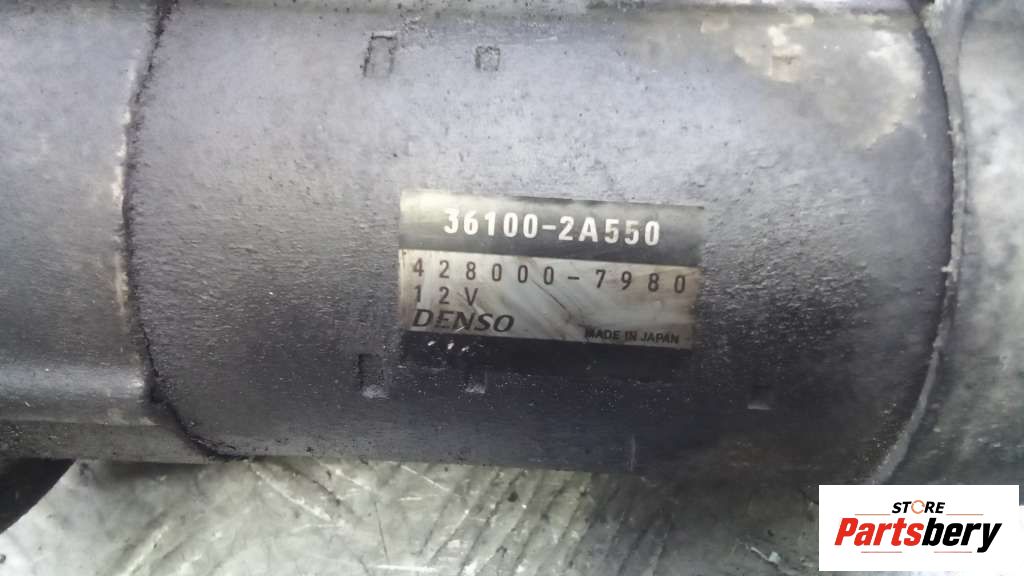 36100-2A550
428000-7980
12V
DENSO MADE IN JAPAN
STORE
Partsbery